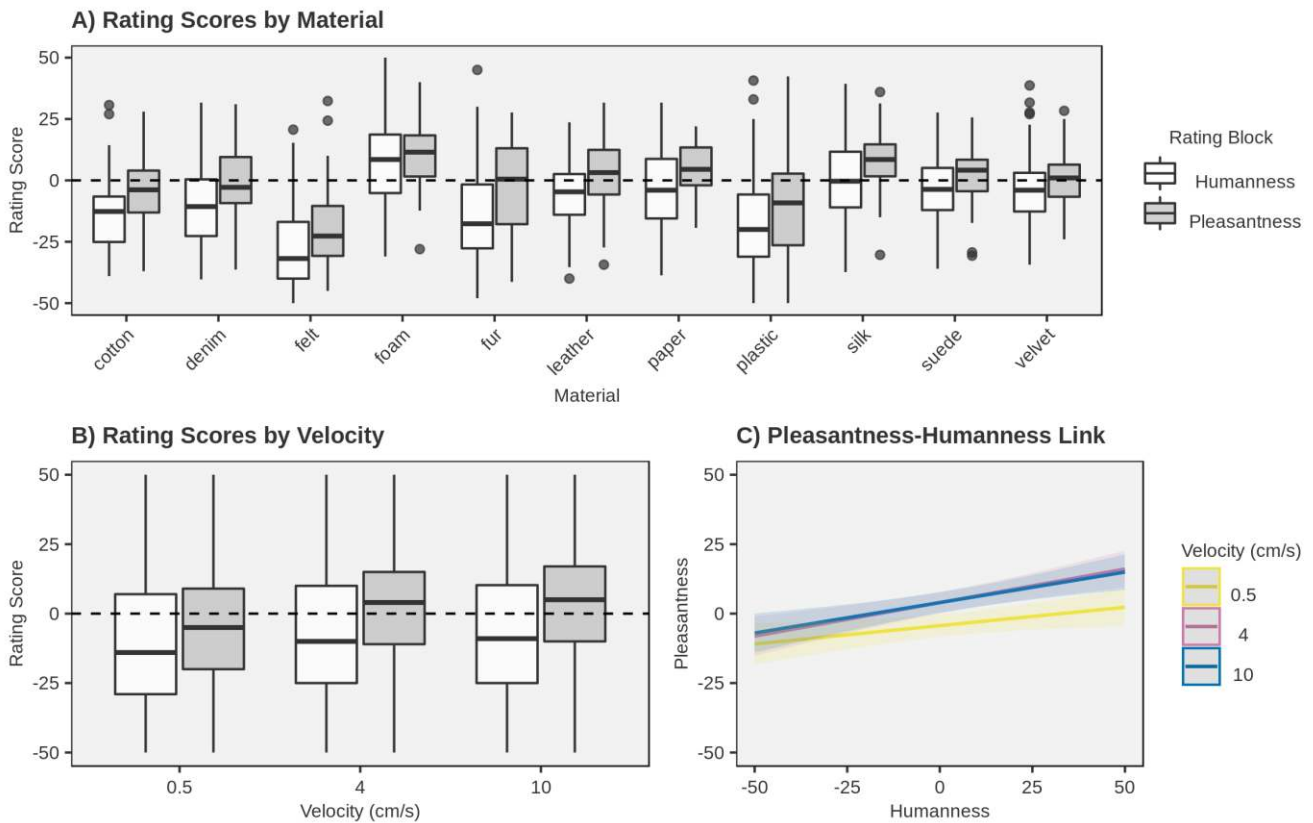 A) Rating Scores by Material
50
25
0
-25
-50
Rating Score
cotton
denim
felt
foam
fur
leather
paper
plastic
silk
suede
velvet
Material
Rating Block
Humanness
Pleasantness
B) Rating Scores by Velocity
50
25
0
-25
-50
Rating Score
0.5
4
10
Velocity (cm/s)
C) Pleasantness-Humanness Link
50
25
0
-25
-50
Pleasantness
-50
-25
0
25
50
Humanness
Velocity (cm/s)
0.5
4
10